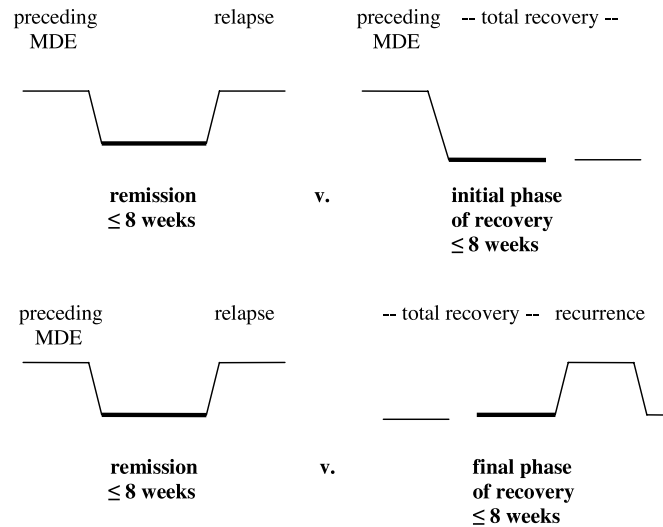 preceding MDE relapse
preceding MDE -- total recovery --
remission
≤ 8 weeks
v.
initial phase
of recovery
≤ 8 weeks
preceding MDE relapse
-- total recovery -- recurrence
remission
≤ 8 weeks
v.
final phase
of recovery
≤ 8 weeks